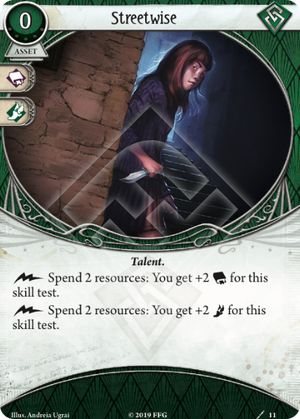 Streetwise
0
ASSET
Talent.
Spend 2 resources: You get +2 for this
skill test.
Spend 2 resources: You get +2 for this
skill test.
Illus. Andreia Ugrai
© 2019 FFG
11